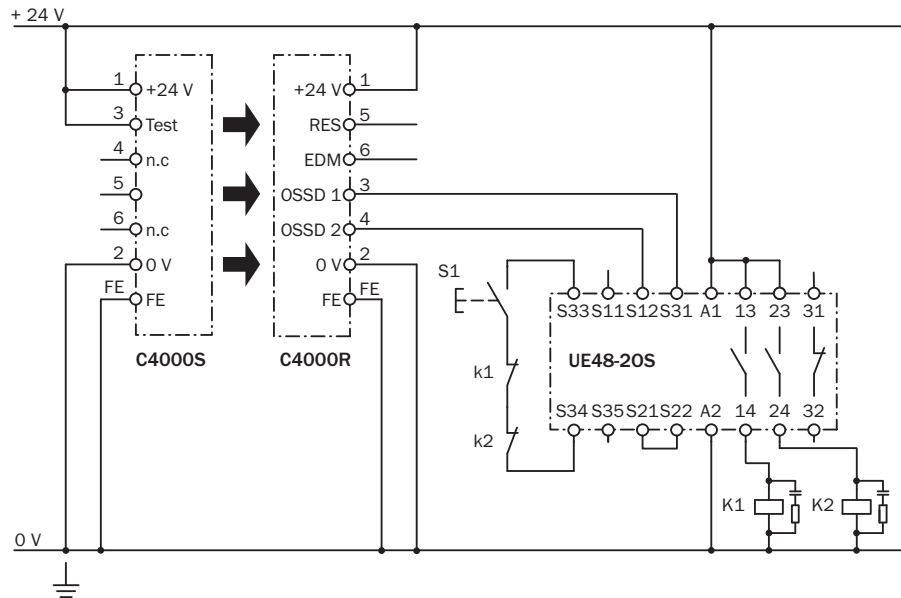 + 24 V
1 +24 V
3 Test
4 n.c
5
6 n.c
2 0 V
FE FE
C4000S
+24 V 1
RES 5
EDM 6
OSSD 1 3
OSSD 2 4
0 V 2
FE FE
C4000R
S1
k1
k2
S33 S11 S12 S31 A1 13 23 31
UE48-20S
S34 S35 S21 S22 A2 14 24 32
K1 K2
0 V